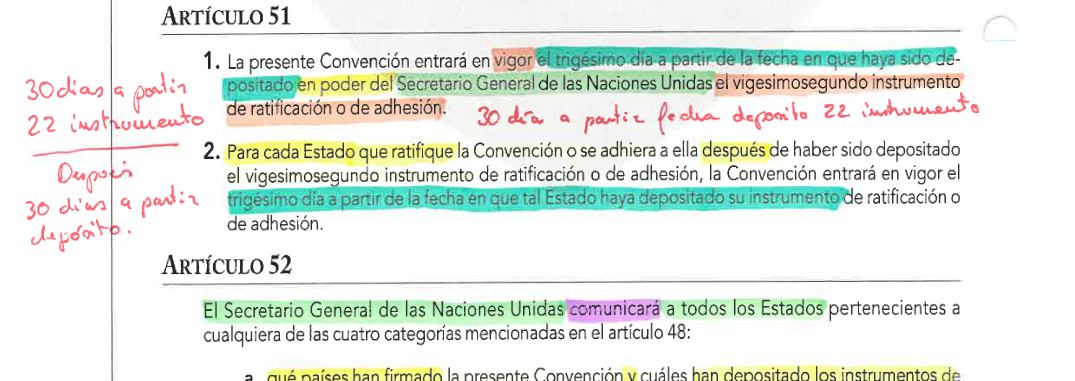 ARTÍCULO 51
1. La presente Convención entrará en vigor el trigésimo día a partir de la fecha en que haya sido de-
positado en poder del Secretario General de las Naciones Unidas el vigesimosegundo instrumento
de ratificación o de adhesión.
30 día a partir fecha deposito 22 instrumento
30 dias a partir
22 instrumento
Después
30 dias a partir
depósito.
2. Para cada Estado que ratifique la Convención o se adhiera a ella después de haber sido depositado
el vigesimosegundo instrumento de ratificación o de adhesión, la Convención entrará en vigor el
trigésimo día a partir de la fecha en que tal Estado haya depositado su instrumento de ratificación o
de adhesión.
ARTÍCULO 52
El Secretario General de las Naciones Unidas comunicará a todos los Estados pertenecientes a
cualquiera de las cuatro categorías mencionadas en el artículo 48:
a. qué países han firmado la presente Convención y cuáles han depositado los instrumentos de